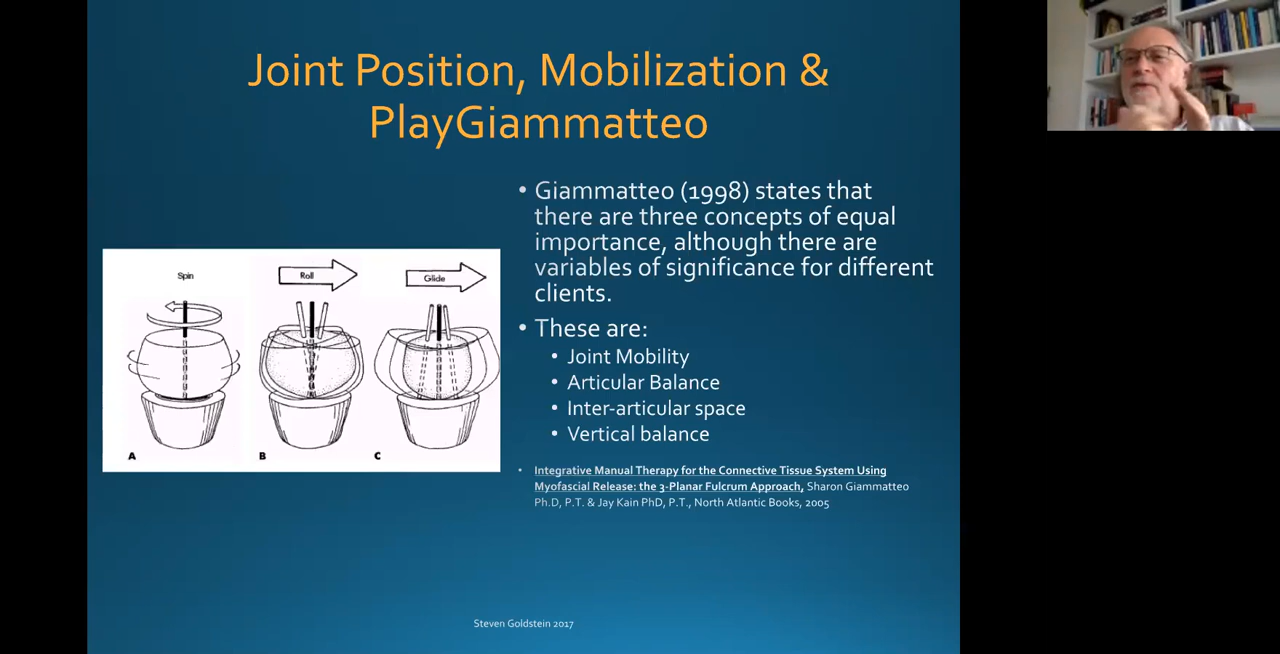 Joint Position, Mobilization &
PlayGiammatteo
Spin
Roll
Glide
A
B
C
• Giammatteo (1998) states that
there are three concepts of equal
importance, although there are
variables of significance for different
clients.
• These are:
• Joint Mobility
• Articular Balance
• Inter-articular space
• Vertical balance
• Integrative Manual Therapy for the Connective Tissue System Using
Myofascial Release: the 3-Planar Fulcrum Approach, Sharon Giammatteo
Ph.D, P.T. & Jay Kain PhD, P.T., North Atlantic Books, 2005
Steven Goldstein 2017